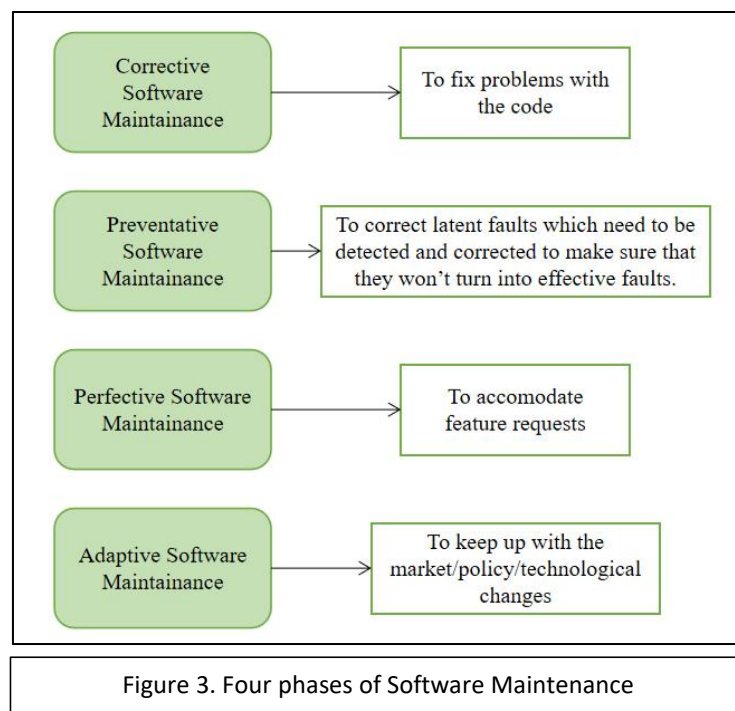 Corrective
Software
Maintainance
To fix problems with
the code
Preventative
Software
Maintainance
To correct latent faults which need to be
detected and corrected to make sure that
they won’t turn into effective faults.
Perfective Software
Maintainance
To accomodate
feature requests
Adaptive Software
Maintainance
To keep up with the
market/policy/technological
changes
Figure 3. Four phases of Software Maintenance